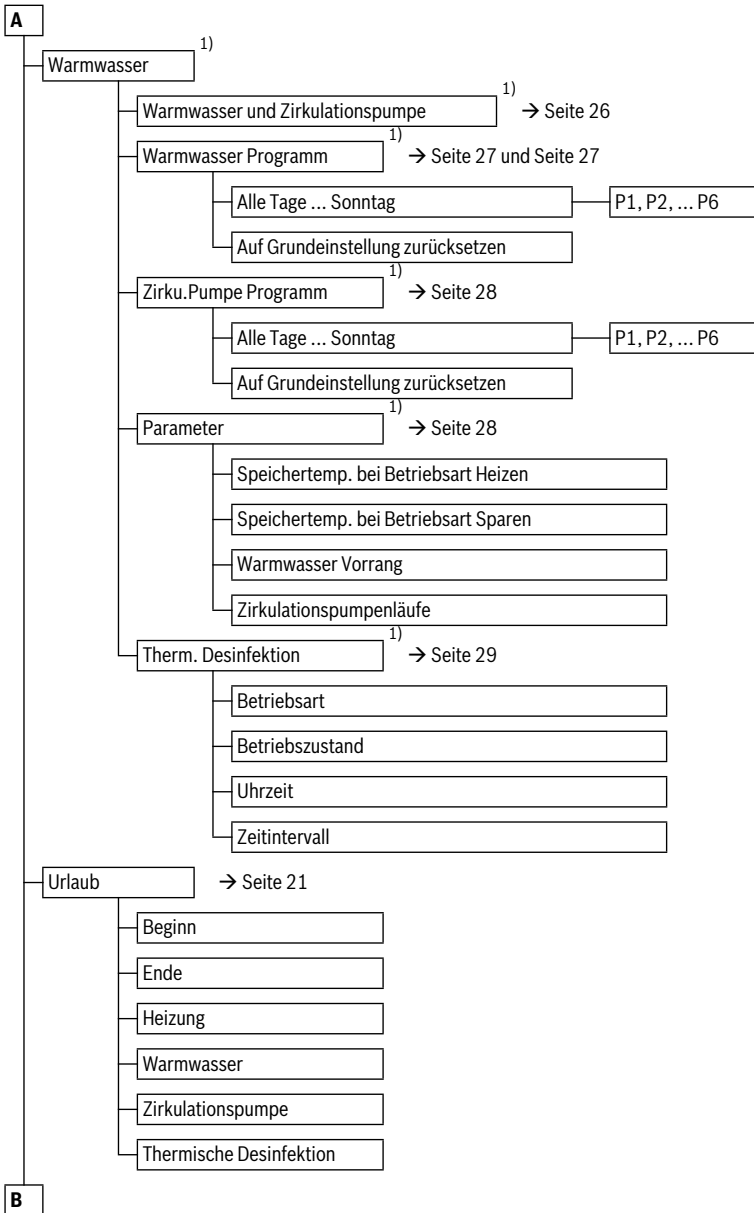 A
Warmwasser 1)
Warmwasser und Zirkulationspumpe 1) → Seite 26
Warmwasser Programm 1) → Seite 27 und Seite 27
Alle Tage ... Sonntag P1, P2, ... P6
Auf Grundeinstellung zurücksetzen
Zirku.Pumpe Programm 1) → Seite 28
Alle Tage ... Sonntag P1, P2, ... P6
Auf Grundeinstellung zurücksetzen
Parameter 1) → Seite 28
Speichertemp. bei Betriebsart Heizen
Speichertemp. bei Betriebsart Sparen
Warmwasser Vorrang
Zirkulationspumpenläufe
Therm. Desinfektion 1) → Seite 29
Betriebsart
Betriebszustand
Uhrzeit
Zeitintervall
Urlaub → Seite 21
Beginn
Ende
Heizung
Warmwasser
Zirkulationspumpe
Thermische Desinfektion
B